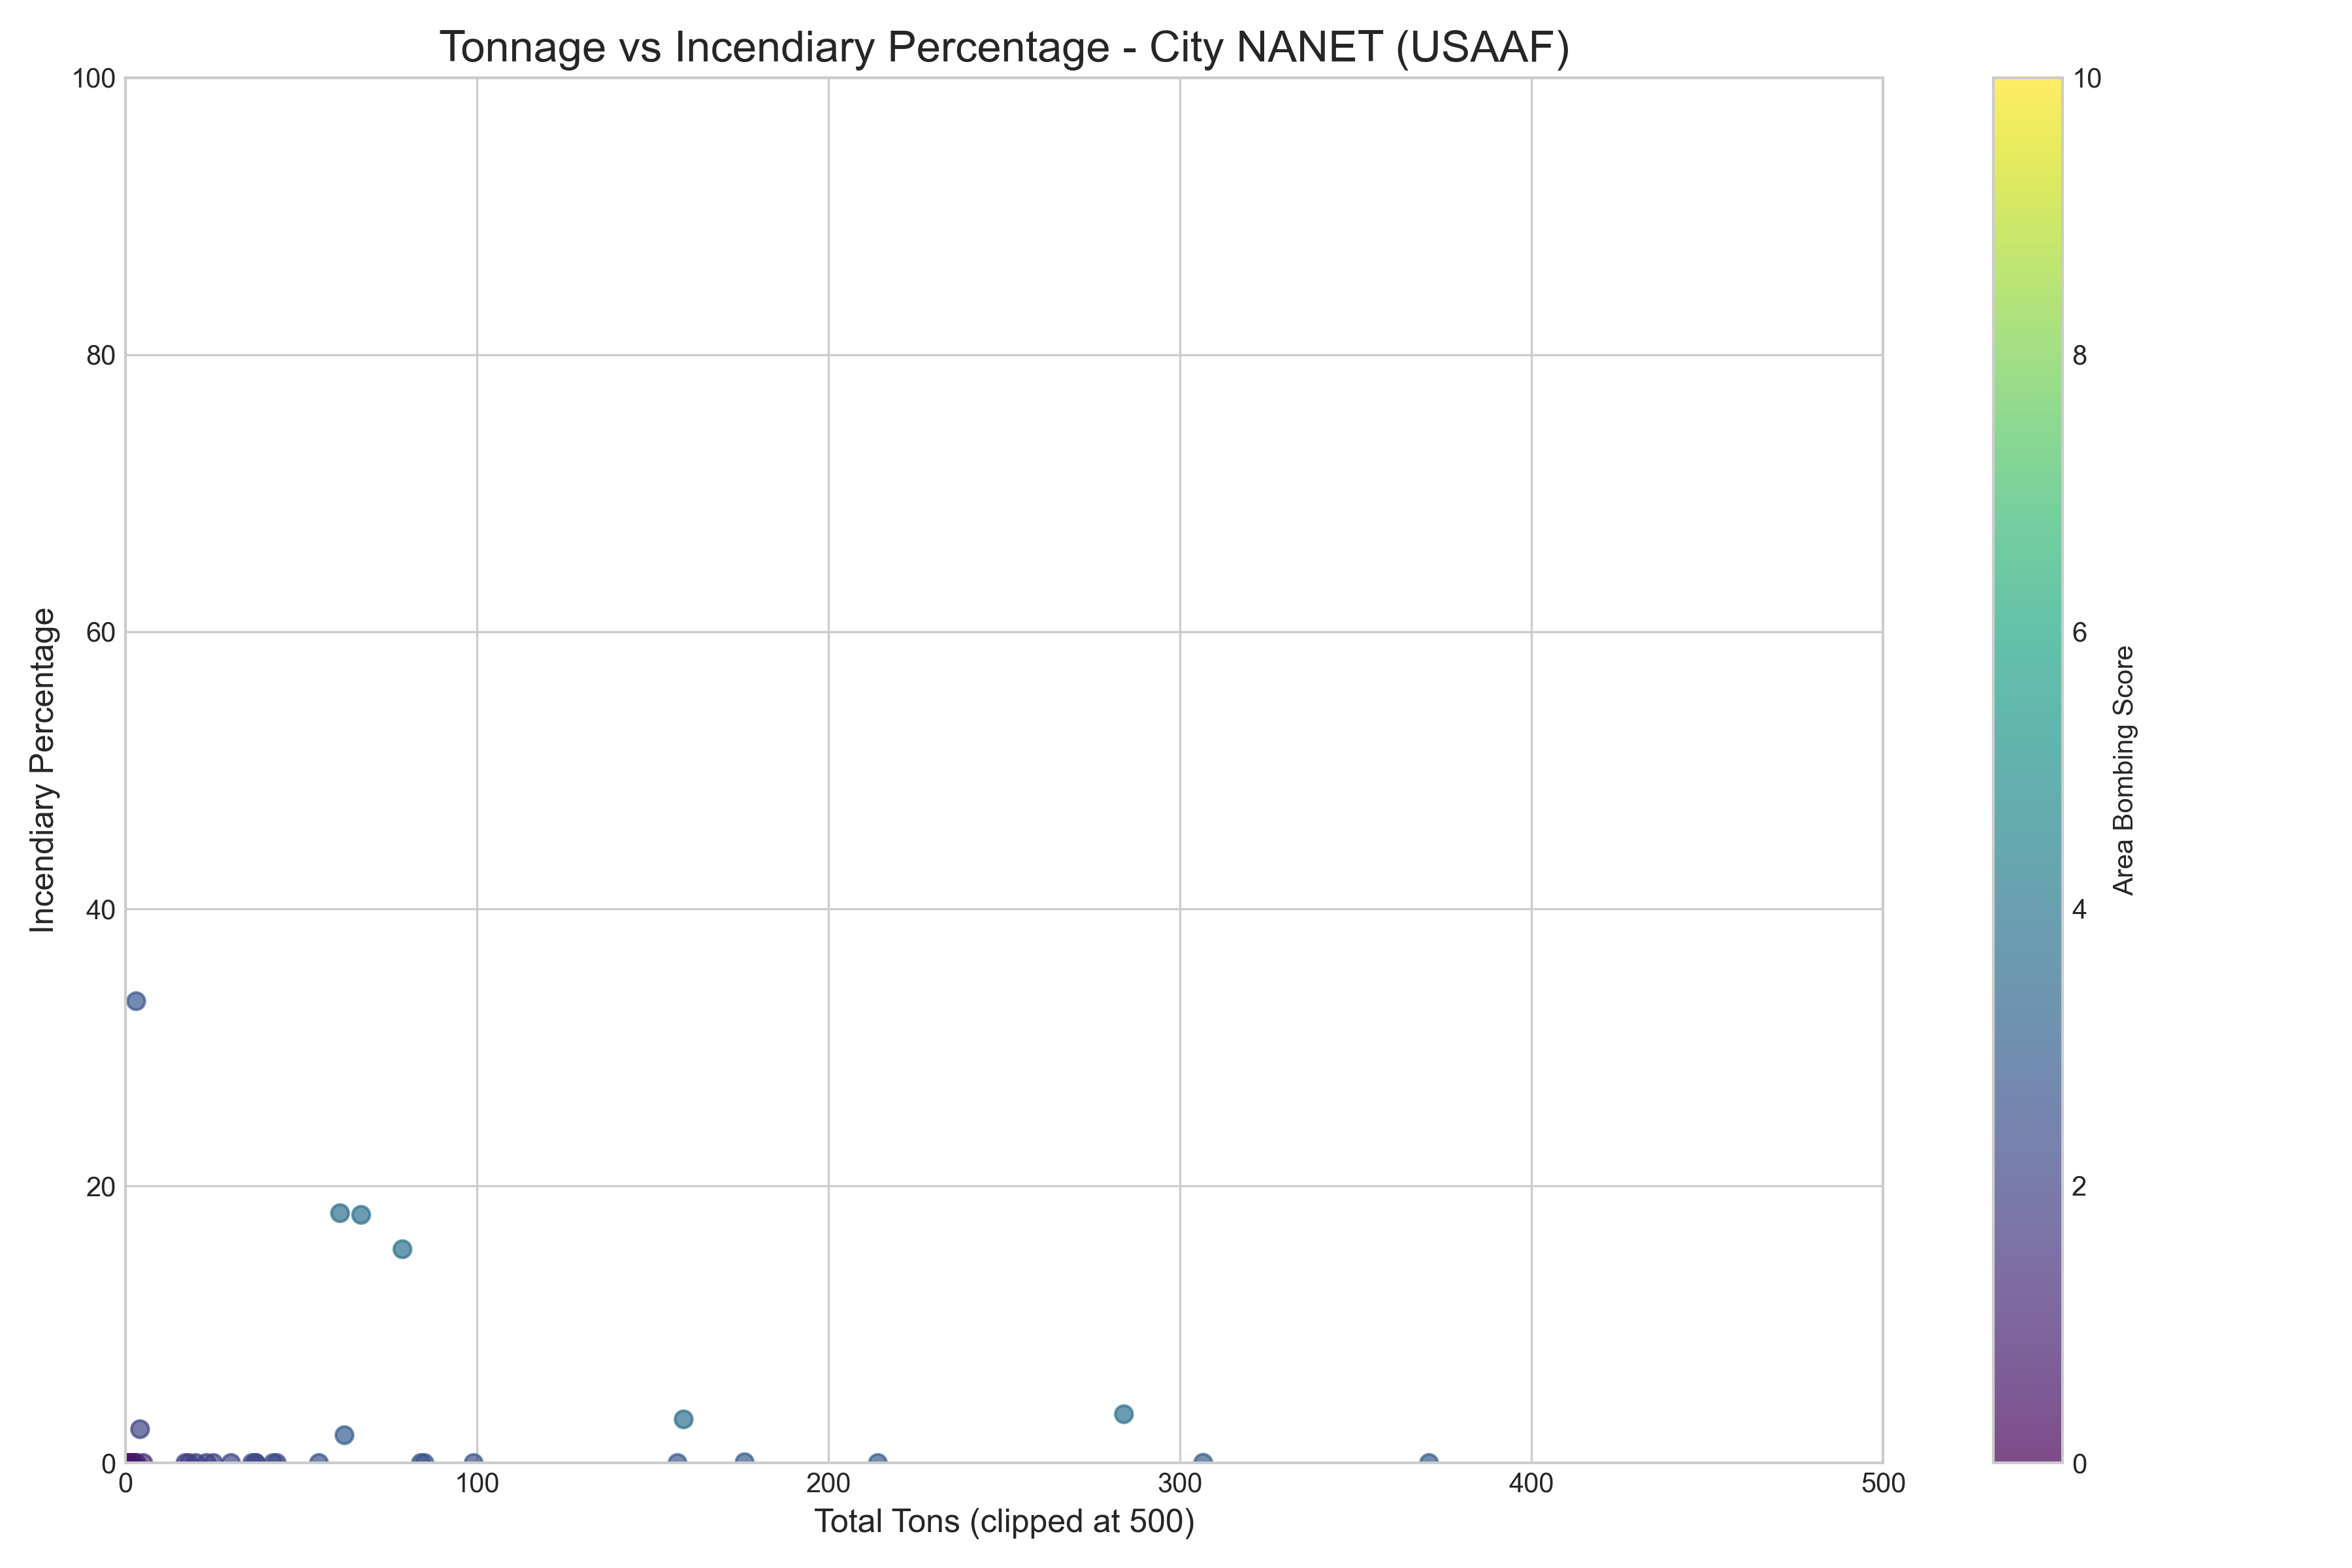 Tonnage vs Incendiary Percentage - City NANET (USAAF)
100
80
60
40
20
0
Incendiary Percentage
0 100 200 300 400 500
Total Tons (clipped at 500)
10
8
6
4
2
0
Area Bombing Score